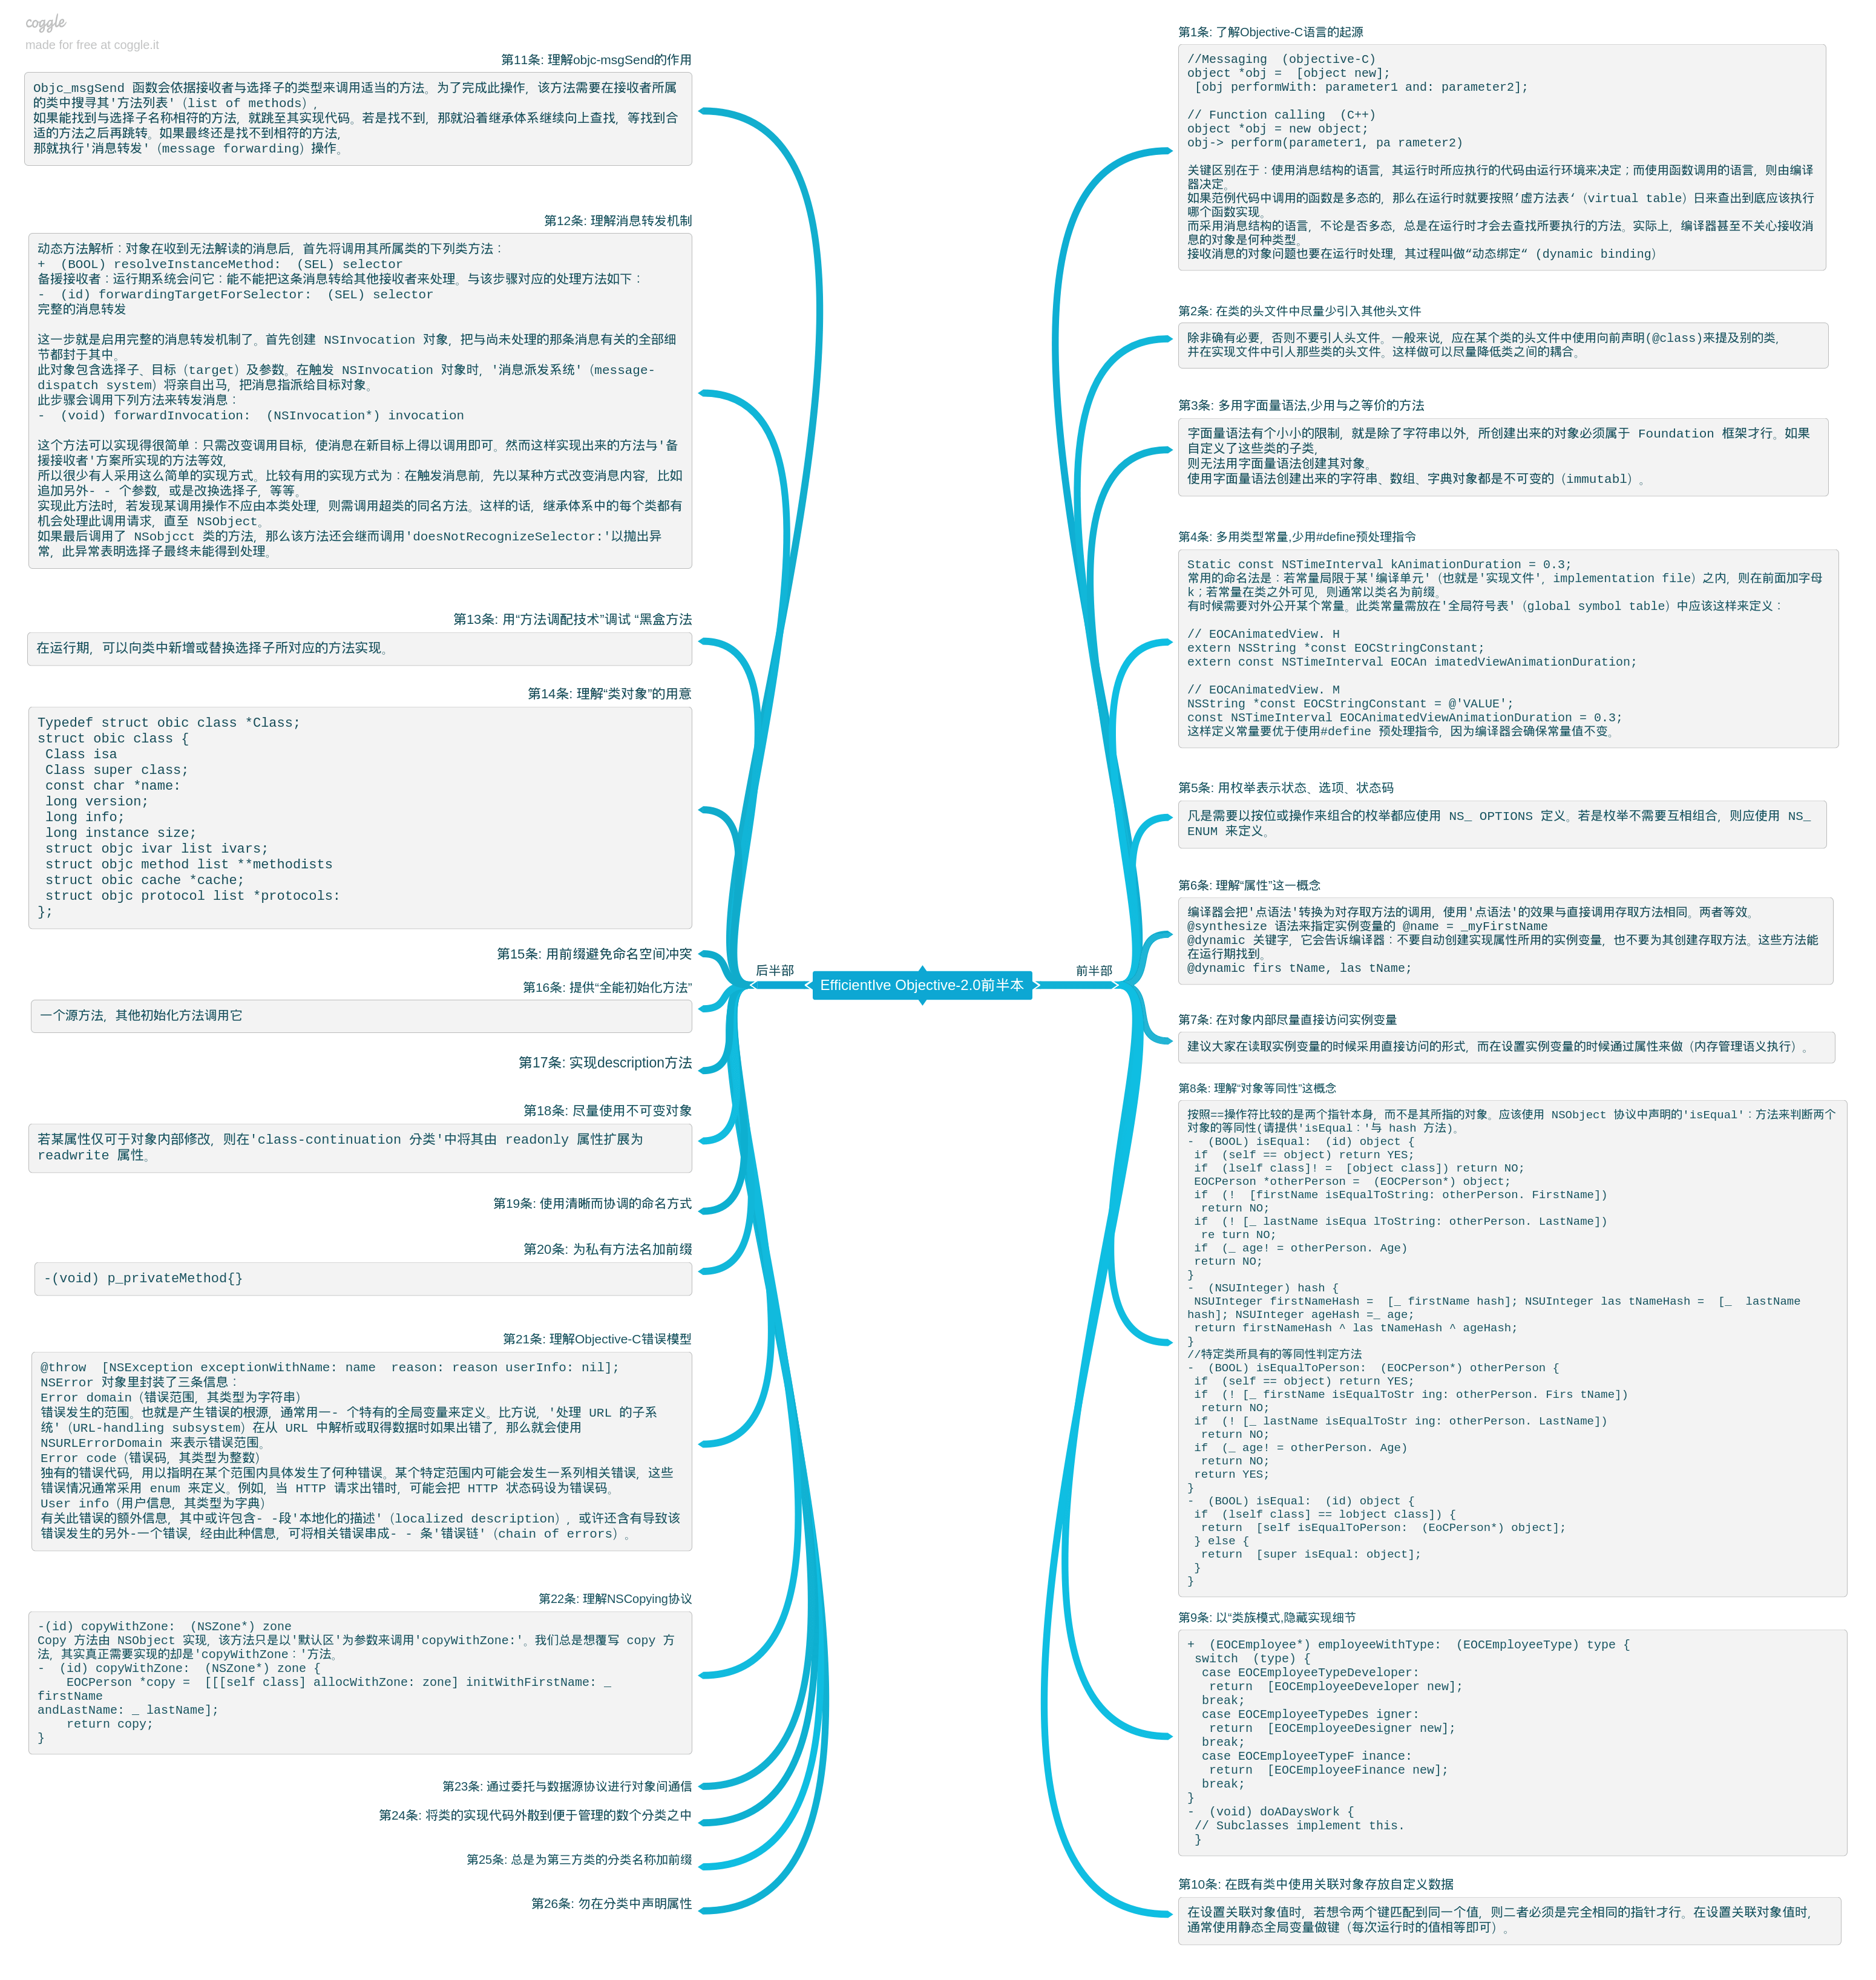 coggle
made for free at coggle.it
第11条: 理解objc-msgSend的作用
Objc_msgSend 函数会依据接收者与选择子的类型来调用适当的方法。为了完成此操作，该方法需要在接收者所属
的类中搜寻其'方法列表'（list of methods），
如果能找到与选择子名称相符的方法，就跳至其实现代码。若是找不到，那就沿着继承体系继续向上查找，等找到合
适的方法之后再跳转。如果最终还是找不到相符的方法，
那就执行'消息转发'（message forwarding）操作。
第12条: 理解消息转发机制
动态方法解析：对象在收到无法解读的消息后，首先将调用其所属类的下列类方法：
+  (BOOL) resolveInstanceMethod:  (SEL) selector
备援接收者：运行期系统会问它：能不能把这条消息转给其他接收者来处理。与该步骤对应的处理方法如下：
-  (id) forwardingTargetForSelector:  (SEL) selector
完整的消息转发
这一步就是启用完整的消息转发机制了。首先创建 NSInvocation 对象，把与尚未处理的那条消息有关的全部细
节都封于其中。
此对象包含选择子、目标（target）及参数。在触发 NSInvocation 对象时，'消息派发系统'（message-
dispatch system）将亲自出马，把消息指派给目标对象。
此步骤会调用下列方法来转发消息：
-  (void) forwardInvocation:  (NSInvocation*) invocation
这个方法可以实现得很简单：只需改变调用目标，使消息在新目标上得以调用即可。然而这样实现出来的方法与'备
援接收者'方案所实现的方法等效，
所以很少有人采用这么简单的实现方式。比较有用的实现方式为：在触发消息前，先以某种方式改变消息内容，比如
追加另外- - 个参数，或是改换选择子，等等。
实现此方法时，若发现某调用操作不应由本类处理，则需调用超类的同名方法。这样的话，继承体系中的每个类都有
机会处理此调用请求，直至 NSObject。
如果最后调用了 NSobjcct 类的方法，那么该方法还会继而调用'doesNotRecognizeSelector:'以抛出异
常，此异常表明选择子最终未能得到处理。
第13条: 用“方法调配技术”调试 “黑盒方法
在运行期，可以向类中新增或替换选择子所对应的方法实现。
第14条: 理解“类对象”的用意
Typedef struct obic class *Class;
struct obic class {
Class isa
Class super class;
const char *name:
long version;
long info;
long instance size;
struct objc ivar list ivars;
struct objc method list **methodists
struct obic cache *cache;
struct objc protocol list *protocols:
};
第15条: 用前缀避免命名空间冲突
第16条: 提供“全能初始化方法”
一个源方法，其他初始化方法调用它
第17条: 实现description方法
第18条: 尽量使用不可变对象
若某属性仅可于对象内部修改，则在'class-continuation 分类'中将其由 readonly 属性扩展为
readwrite 属性。
第19条: 使用清晰而协调的命名方式
第20条: 为私有方法名加前缀
-(void) p_privateMethod{}
第21条: 理解Objective-C错误模型
@throw  [NSException exceptionWithName: name  reason: reason userInfo: nil];
NSError 对象里封装了三条信息：
Error domain（错误范围，其类型为字符串）
错误发生的范围。也就是产生错误的根源，通常用一- 个特有的全局变量来定义。比方说，'处理 URL 的子系
统'（URL-handling subsystem）在从 URL 中解析或取得数据时如果出错了，那么就会使用
NSURLErrorDomain 来表示错误范围。
Error code（错误码，其类型为整数）
独有的错误代码，用以指明在某个范围内具体发生了何种错误。某个特定范围内可能会发生一系列相关错误，这些
错误情况通常采用 enum 来定义。例如，当 HTTP 请求出错时，可能会把 HTTP 状态码设为错误码。
User info（用户信息，其类型为字典）
有关此错误的额外信息，其中或许包含- -段'本地化的描述'（localized description），或许还含有导致该
错误发生的另外-一个错误，经由此种信息，可将相关错误串成- - 条'错误链'（chain of errors）。
第22条: 理解NSCopying协议
-(id) copyWithZone:  (NSZone*) zone
Copy 方法由 NSObject 实现，该方法只是以'默认区'为参数来调用'copyWithZone:'。我们总是想覆写 copy 方
法，其实真正需要实现的却是'copyWithZone：'方法。
-  (id) copyWithZone:  (NSZone*) zone {
EOCPerson *copy =  [[[self class] allocWithZone: zone] initWithFirstName: _
firstName
andLastName: _ lastName];
return copy;
}
第23条: 通过委托与数据源协议进行对象间通信
第24条: 将类的实现代码外散到便于管理的数个分类之中
第25条: 总是为第三方类的分类名称加前缀
第26条: 勿在分类中声明属性
后半部
EfficientIve Objective-2.0前半本
前半部
第1条: 了解Objective-C语言的起源
//Messaging  (objective-C)
object *obj =  [object new];
[obj performWith: parameter1 and: parameter2];
// Function calling  (C++)
object *obj = new object;
obj-> perform(parameter1, pa rameter2)
关键区别在于：使用消息结构的语言，其运行时所应执行的代码由运行环境来决定；而使用函数调用的语言，则由编译
器决定。
如果范例代码中调用的函数是多态的，那么在运行时就要按照’虚方法表‘（virtual table）日来查出到底应该执行
哪个函数实现。
而采用消息结构的语言，不论是否多态，总是在运行时才会去查找所要执行的方法。实际上，编译器甚至不关心接收消
息的对象是何种类型。
接收消息的对象问题也要在运行时处理，其过程叫做“动态绑定“ (dynamic binding）
第2条: 在类的头文件中尽量少引入其他头文件
除非确有必要，否则不要引人头文件。一般来说，应在某个类的头文件中使用向前声明(@class)来提及别的类，
并在实现文件中引人那些类的头文件。这样做可以尽量降低类之间的耦合。
第3条: 多用字面量语法,少用与之等价的方法
字面量语法有个小小的限制，就是除了字符串以外，所创建出来的对象必须属于 Foundation 框架才行。如果
自定义了这些类的子类，
则无法用字面量语法创建其对象。
使用字面量语法创建出来的字符串、数组、字典对象都是不可变的（immutabl）。
第4条: 多用类型常量,少用#define预处理指令
Static const NSTimeInterval kAnimationDuration = 0.3;
常用的命名法是：若常量局限于某'编译单元'（也就是'实现文件'，implementation file）之内，则在前面加字母
k；若常量在类之外可见，则通常以类名为前缀。
有时候需要对外公开某个常量。此类常量需放在'全局符号表'（global symbol table）中应该这样来定义：
// EOCAnimatedView. H
extern NSString *const EOCStringConstant;
extern const NSTimeInterval EOCAn imatedViewAnimationDuration;
// EOCAnimatedView. M
NSString *const EOCStringConstant = @'VALUE';
const NSTimeInterval EOCAnimatedViewAnimationDuration = 0.3;
这样定义常量要优于使用#define 预处理指令，因为编译器会确保常量值不变。
第5条: 用枚举表示状态、选项、状态码
凡是需要以按位或操作来组合的枚举都应使用 NS_ OPTIONS 定义。若是枚举不需要互相组合，则应使用 NS_
ENUM 来定义。
第6条: 理解“属性”这一概念
编译器会把'点语法'转换为对存取方法的调用，使用'点语法'的效果与直接调用存取方法相同。两者等效。
@synthesize 语法来指定实例变量的 @name = _myFirstName
@dynamic 关键字，它会告诉编译器：不要自动创建实现属性所用的实例变量，也不要为其创建存取方法。这些方法能
在运行期找到。
@dynamic firs tName, las tName;
第7条: 在对象内部尽量直接访问实例变量
建议大家在读取实例变量的时候采用直接访问的形式，而在设置实例变量的时候通过属性来做（内存管理语义执行）。
第8条: 理解“对象等同性”这概念
按照==操作符比较的是两个指针本身，而不是其所指的对象。应该使用 NSObject 协议中声明的'isEqual'：方法来判断两个
对象的等同性(请提供'isEqual：'与 hash 方法)。
-  (BOOL) isEqual:  (id) object {
if  (self == object) return YES;
if  (lself class]! =  [object class]) return NO;
EOCPerson *otherPerson =  (EOCPerson*) object;
if  (!  [firstName isEqualToString: otherPerson. FirstName])
return NO;
if  (! [_ lastName isEqua lToString: otherPerson. LastName])
re turn NO;
if  (_ age! = otherPerson. Age)
return NO;
}
-  (NSUInteger) hash {
NSUInteger firstNameHash =  [_ firstName hash]; NSUInteger las tNameHash =  [_  lastName
hash]; NSUInteger ageHash =_ age;
return firstNameHash ^ las tNameHash ^ ageHash;
}
//特定类所具有的等同性判定方法
-  (BOOL) isEqualToPerson:  (EOCPerson*) otherPerson {
if  (self == object) return YES;
if  (! [_ firstName isEqualToStr ing: otherPerson. Firs tName])
return NO;
if  (! [_ lastName isEqualToStr ing: otherPerson. LastName])
return NO;
if  (_ age! = otherPerson. Age)
return NO;
return YES;
}
-  (BOOL) isEqual:  (id) object {
if  (lself class] == lobject class]) {
return  [self isEqualToPerson:  (EoCPerson*) object];
} else {
return  [super isEqual: object];
}
}
第9条: 以“类族模式,隐藏实现细节
+  (EOCEmployee*) employeeWithType:  (EOCEmployeeType) type {
switch  (type) {
case EOCEmployeeTypeDeveloper:
return  [EOCEmployeeDeveloper new];
break;
case EOCEmployeeTypeDes igner:
return  [EOCEmployeeDesigner new];
break;
case EOCEmployeeTypeF inance:
return  [EOCEmployeeFinance new];
break;
}
-  (void) doADaysWork {
// Subclasses implement this.
}
第10条: 在既有类中使用关联对象存放自定义数据
在设置关联对象值时，若想令两个键匹配到同一个值，则二者必须是完全相同的指针才行。在设置关联对象值时，
通常使用静态全局变量做键（每次运行时的值相等即可）。